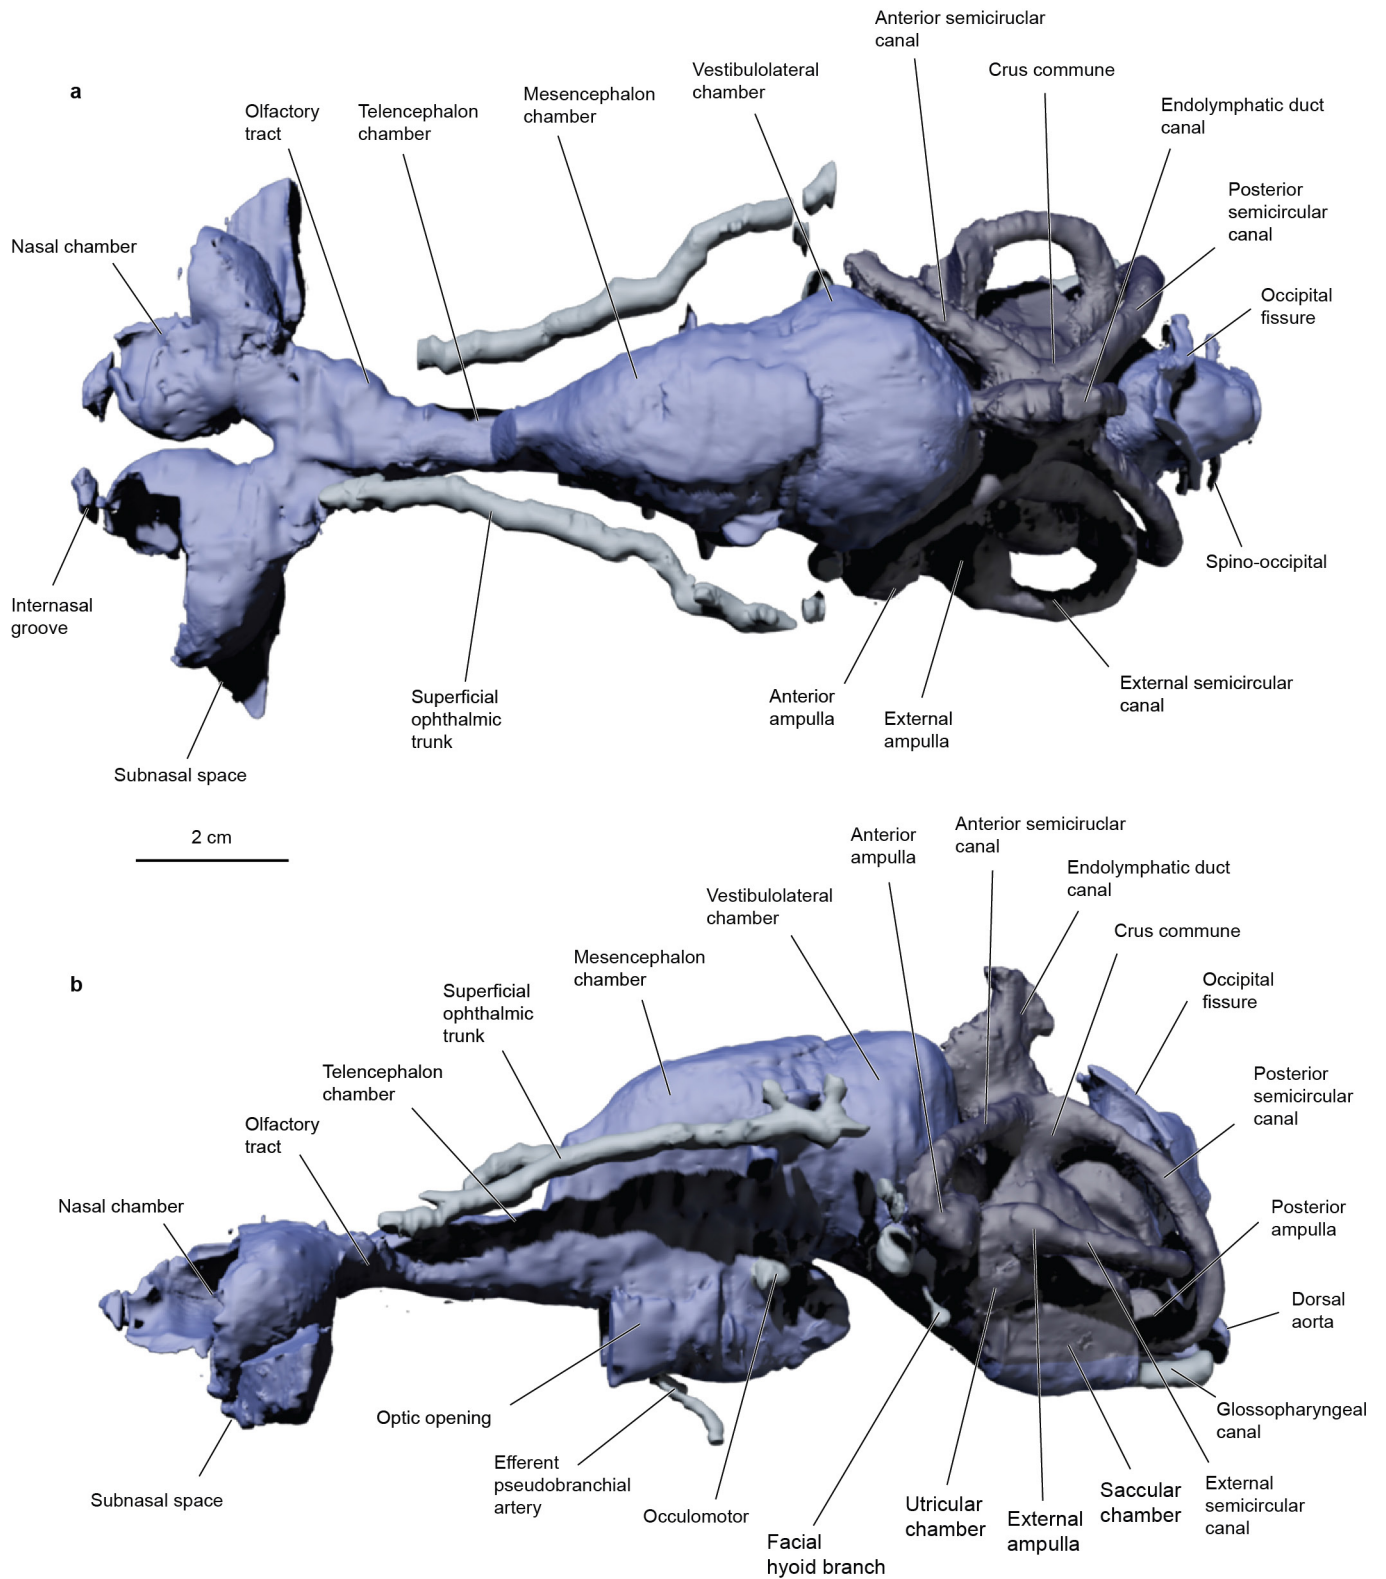 a
Anterior semiciruclar
canal
Vestibulolateral
chamber
Crus commune
Mesencephalon
chamber
Olfactory
tract
Telencephalon
chamber
Endolymphatic duct
canal
Posterior
semicircular
canal
Nasal chamber
Occipital
fissure
Internasal
groove
Spino-occipital
Superficial
ophthalmic
trunk
Anterior
ampulla
External
ampulla
External semicircular
canal
Subnasal space
2 cm
b
Anterior
ampulla
Anterior semiciruclar
canal
Endolymphatic duct
canal
Vestibulolateral
chamber
Crus commune
Mesencephalon
chamber
Superficial
ophthalmic
trunk
Occipital
fissure
Telencephalon
chamber
Posterior
semicircular
canal
Olfactory
tract
Nasal chamber
Posterior
ampulla
Dorsal
aorta
Optic opening
Glossopharyngeal
canal
Efferent
pseudobranchial
artery
Subnasal space
Occulomotor
Facial
hyoid branch
Utricular
chamber
External
ampulla
Saccular
chamber
External
semicircular
canal